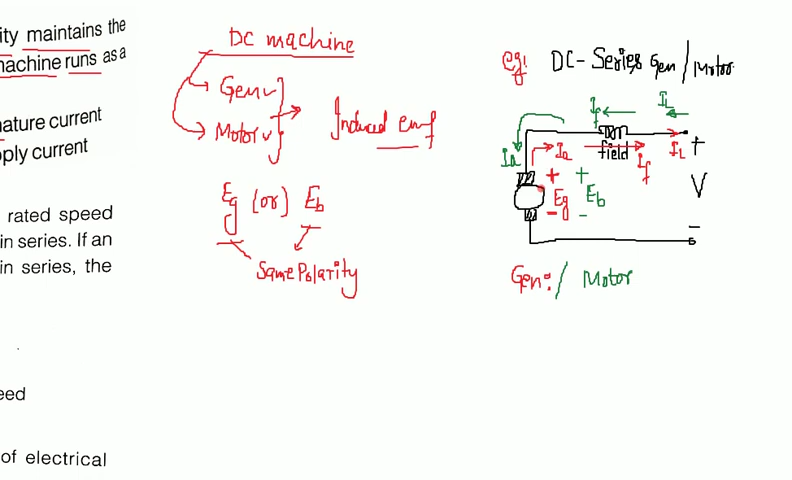 ity maintains the
machine runs as a
nature current
ply current
rated speed
in series. If an
in series, the
eed
of electrical
DC machine
Gen
Motor
Induced emf
Eg (or) Eb
Same Polarity
eg: DC-Series Gen/Motor
If IL
Ia Ia field If IL
+ + +
Eg Eb V
- - -
Gen: / Motor